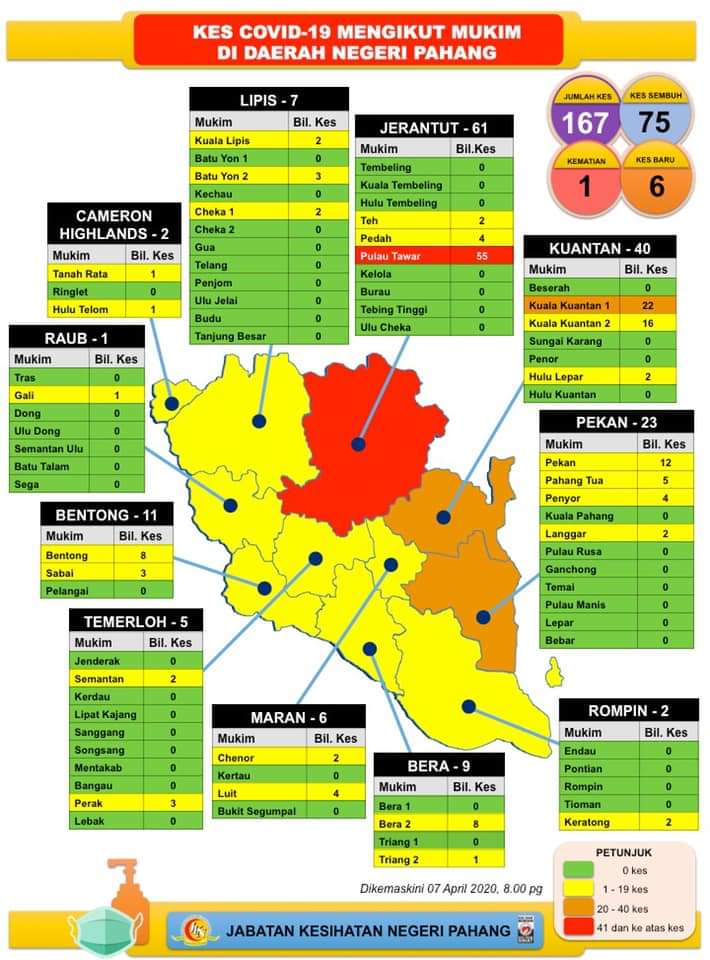 KES COVID-19 MENGIKUT MUKIM
DI DAERAH NEGERI PAHANG
JUMLAH KES
167
KES SEMBUH
75
KEMATIAN
1
KES BARU
6
LIPIS - 7
Mukim Bil. Kes
Kuala Lipis 2
Batu Yon 1 0
Batu Yon 2 3
Kechau 0
Cheka 1 2
Cheka 2 0
Gua 0
Telang 0
Penjom 0
Ulu Jelai 0
Budu 0
Tanjung Besar 0
JERANTUT - 61
Mukim Bil.Kes
Tembeling 0
Kuala Tembeling 0
Hulu Tembeling 0
Teh 2
Pedah 4
Pulau Tawar 55
Kelola 0
Burau 0
Tebing Tinggi 0
Ulu Cheka 0
CAMERON
HIGHLANDS - 2
Mukim Bil. Kes
Tanah Rata 1
Ringlet 0
Hulu Telom 1
KUANTAN - 40
Mukim Bil. Kes
Beserah 0
Kuala Kuantan 1 22
Kuala Kuantan 2 16
Sungai Karang 0
Penor 0
Hulu Lepar 2
Hulu Kuantan 0
RAUB - 1
Mukim Bil. Kes
Tras 0
Gali 1
Dong 0
Ulu Dong 0
Semantan Ulu 0
Batu Talam 0
Sega 0
PEKAN - 23
Mukim Bil. Kes
Pekan 12
Pahang Tua 5
Penyor 4
Kuala Pahang 0
Langgar 2
Pulau Rusa 0
Ganchong 0
Temai 0
Pulau Manis 0
Lepar 0
Bebar 0
BENTONG - 11
Mukim Bil. Kes
Bentong 8
Sabai 3
Pelangai 0
TEMERLOH - 5
Mukim Bil. Kes
Jenderak 0
Semantan 2
Kerdau 0
Lipat Kajang 0
Sanggang 0
Songsang 0
Mentakab 0
Bangau 0
Perak 3
Lebak 0
MARAN - 6
Mukim Bil. Kes
Chenor 2
Kertau 0
Luit 4
Bukit Segumpal 0
BERA - 9
Mukim Bil. Kes
Bera 1 0
Bera 2 8
Triang 1 0
Triang 2 1
ROMPIN - 2
Mukim Bil. Kes
Endau 0
Pontian 0
Rompin 0
Tioman 0
Keratong 2
PETUNJUK
0 kes
1 - 19 kes
20 - 40 kes
41 dan ke atas kes
Dikemaskini 07 April 2020, 8.00 pg
JABATAN KESIHATAN NEGERI PAHANG